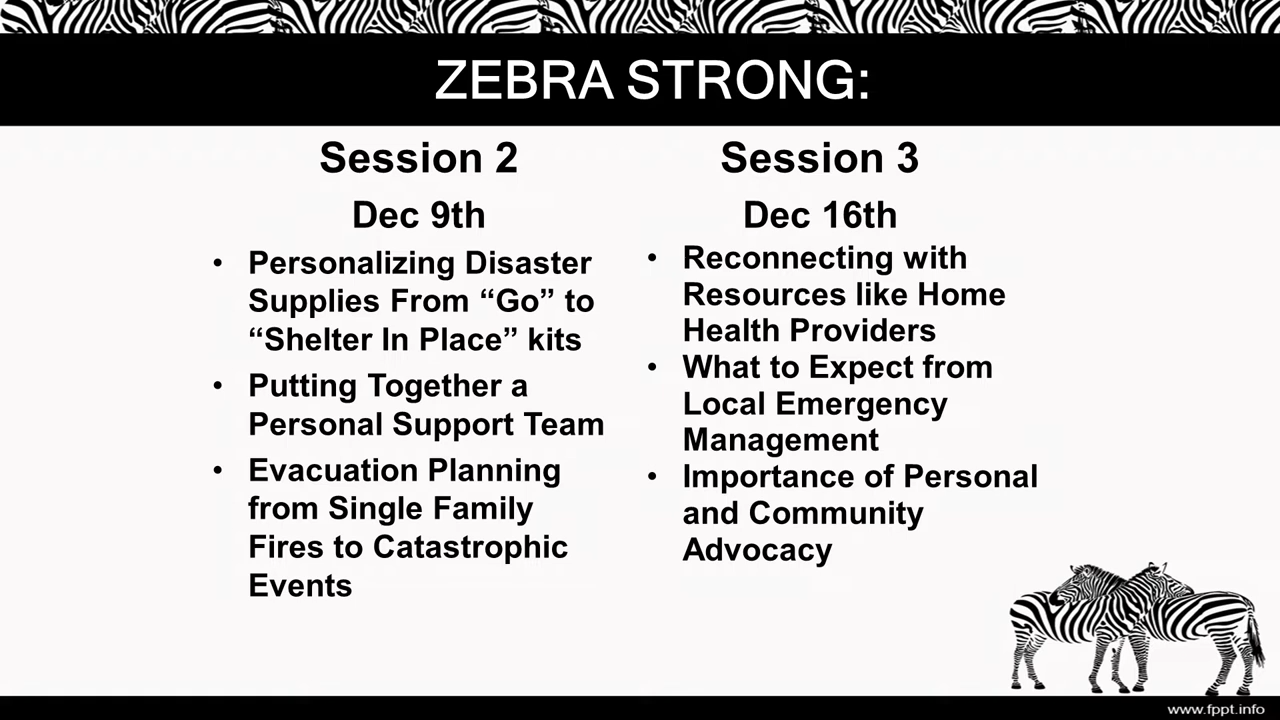 ZEBRA STRONG:
Session 2
Dec 9th
• Personalizing Disaster
Supplies From “Go” to
“Shelter In Place” kits
• Putting Together a
Personal Support Team
• Evacuation Planning
from Single Family
Fires to Catastrophic
Events
Session 3
Dec 16th
• Reconnecting with
Resources like Home
Health Providers
• What to Expect from
Local Emergency
Management
• Importance of Personal
and Community
Advocacy
www.fppt.info